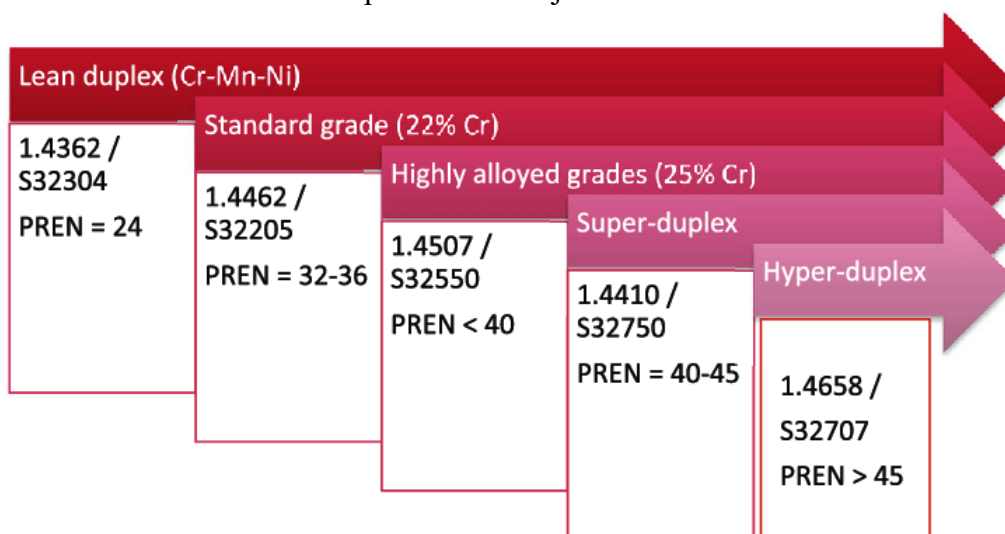 Lean duplex (Cr-Mn-Ni)
1.4362 /
S32304
PREN = 24
Standard grade (22% Cr)
1.4462 /
S32205
PREN = 32-36
Highly alloyed grades (25% Cr)
1.4507 /
S32550
PREN < 40
Super-duplex
1.4410 /
S32750
PREN = 40-45
Hyper-duplex
1.4658 /
S32707
PREN > 45